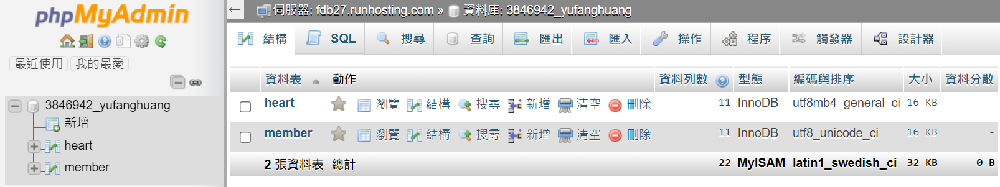 phpMyAdmin
最近使用 我的最愛
3846942_yufanghuang
新增
heart
member
← 伺服器: fdb27.runhosting.com » 資料庫: 3846942_yufanghuang
結構 SQL 搜尋 查詢 匯出 匯入 操作 程序 觸發器 設計器
資料表 動作 資料列數 型態 編碼與排序 大小 資料分散
heart 瀏覽 結構 搜尋 新增 清空 刪除 11 InnoDB utf8mb4_general_ci 16 KB -
member 瀏覽 結構 搜尋 新增 清空 刪除 11 InnoDB utf8_unicode_ci 16 KB -
2 張資料表 總計 22 MyISAM latin1_swedish_ci 32 KB 0 B